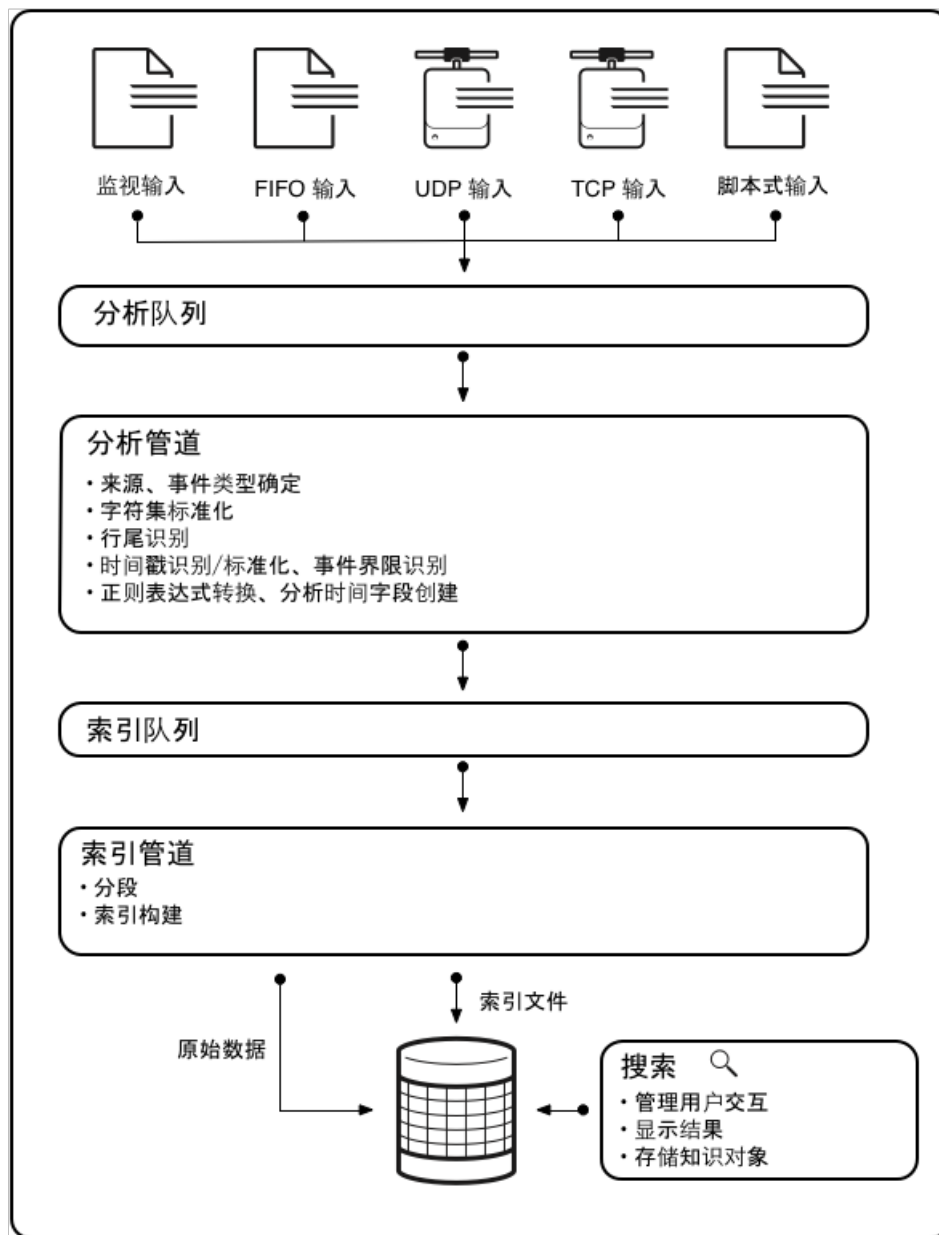 监视输入
FIFO 输入
UDP 输入
TCP 输入
脚本式输入
分析队列
分析管道
• 来源、事件类型确定
• 字符集标准化
• 行尾识别
• 时间戳识别/标准化、事件界限识别
• 正则表达式转换、分析时间字段创建
索引队列
索引管道
• 分段
• 索引构建
索引文件
原始数据
搜索
• 管理用户交互
• 显示结果
• 存储知识对象